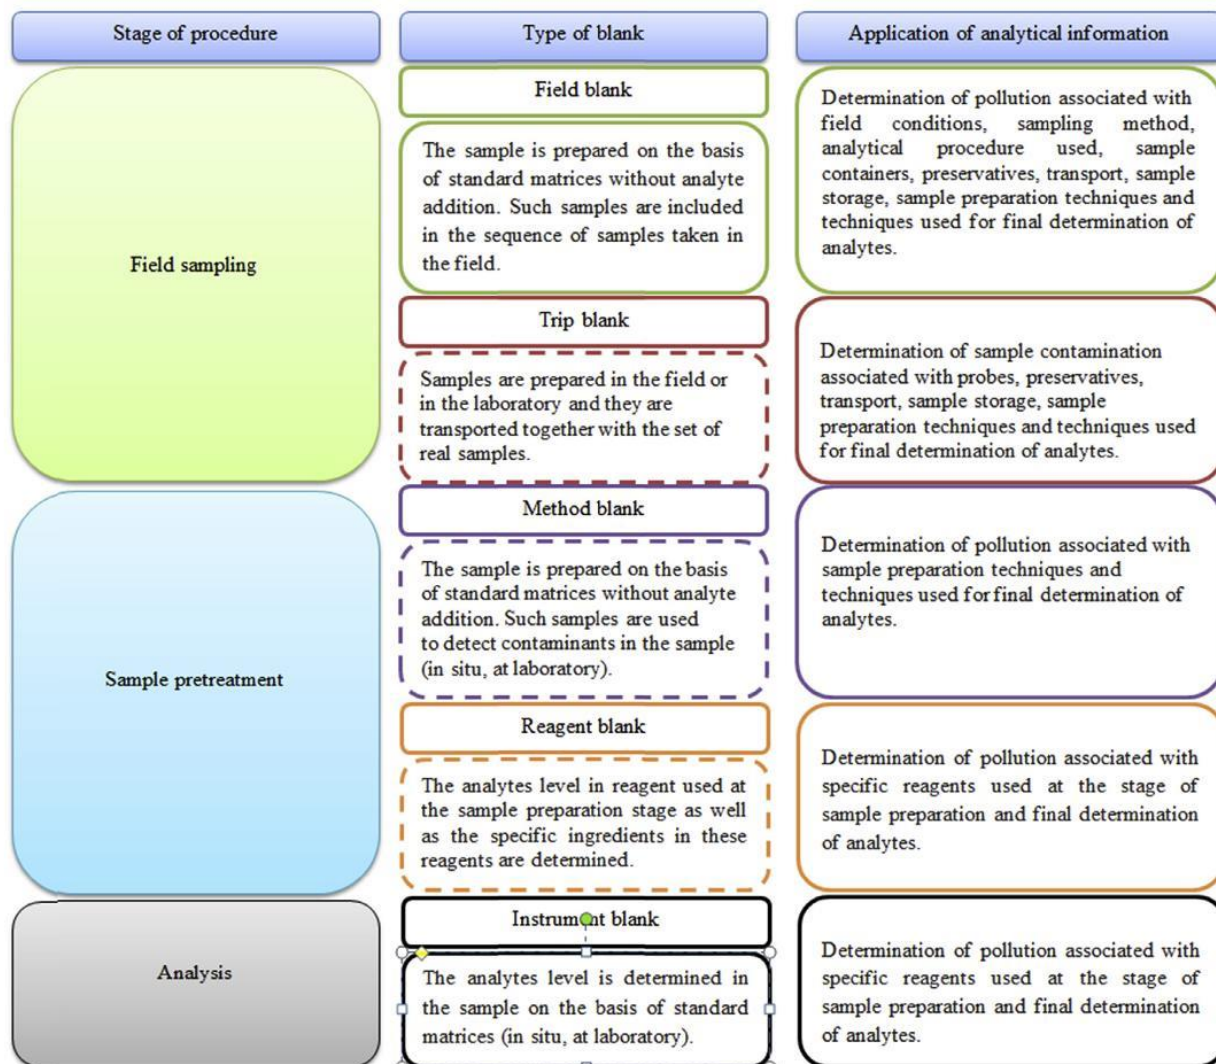 Stage of procedure
Type of blank
Application of analytical information
Field sampling
Field blank
The sample is prepared on the basis
of standard matrices without analyte
addition. Such samples are included
in the sequence of samples taken in
the field.
Determination of pollution associated with
field conditions, sampling method,
analytical procedure used, sample
containers, preservatives, transport, sample
storage, sample preparation techniques and
techniques used for final determination of
analytes.
Trip blank
Samples are prepared in the field or
in the laboratory and they are
transported together with the set of
real samples.
Determination of sample contamination
associated with probes, preservatives,
transport, sample storage, sample
preparation techniques and techniques used
for final determination of analytes.
Sample pretreatment
Method blank
The sample is prepared on the basis
of standard matrices without analyte
addition. Such samples are used
to detect contaminants in the sample
(in situ, at laboratory).
Determination of pollution associated with
sample preparation techniques and
techniques used for final determination of
analytes.
Reagent blank
The analytes level in reagent used at
the sample preparation stage as well
as the specific ingredients in these
reagents are determined.
Determination of pollution associated with
specific reagents used at the stage of
sample preparation and final determination
of analytes.
Analysis
Instrument blank
The analytes level is determined in
the sample on the basis of standard
matrices (in situ, at laboratory).
Determination of pollution associated with
specific reagents used at the stage of
sample preparation and final determination
of analytes.